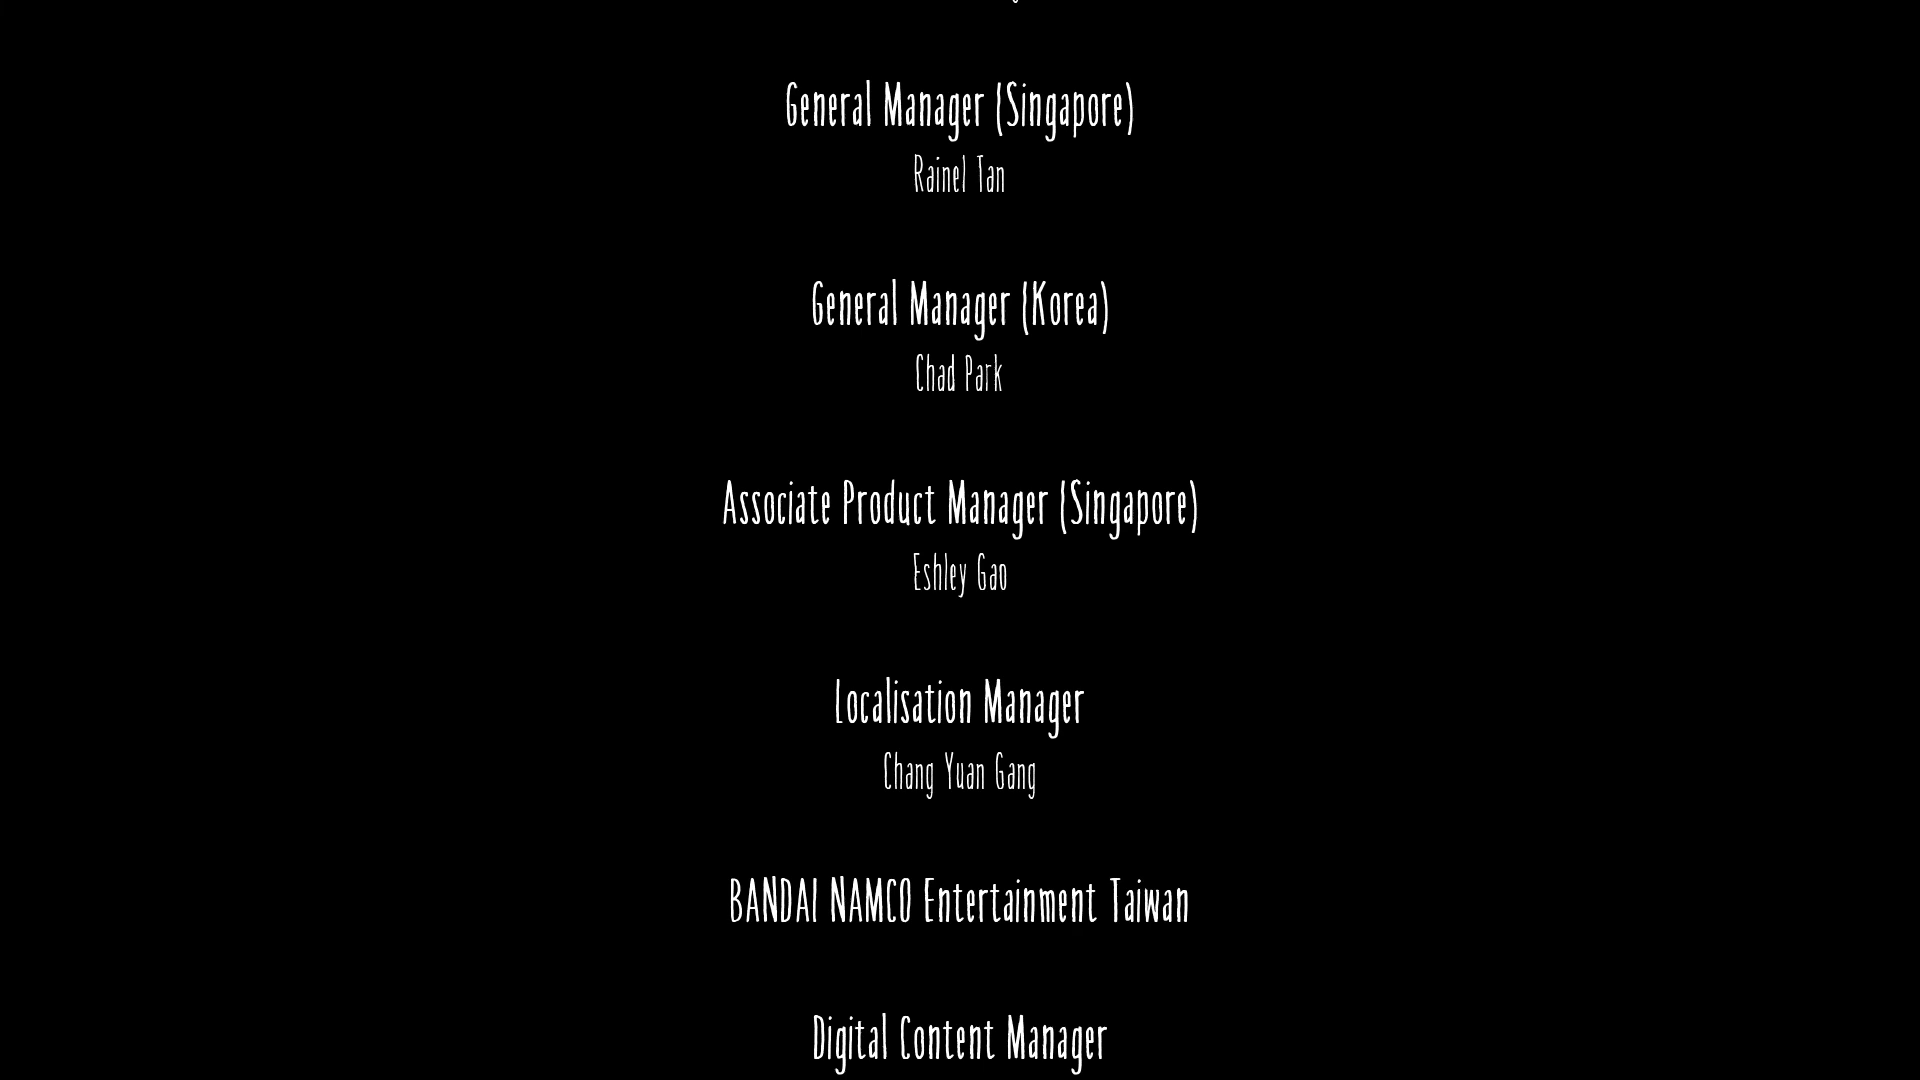 General Manager (Singapore)
Rainel Tan
General Manager (Korea)
Chad Park
Associate Product Manager (Singapore)
Eshley Gao
Localisation Manager
Chang Yuan Gang
BANDAI NAMCO Entertainment Taiwan
Digital Content Manager